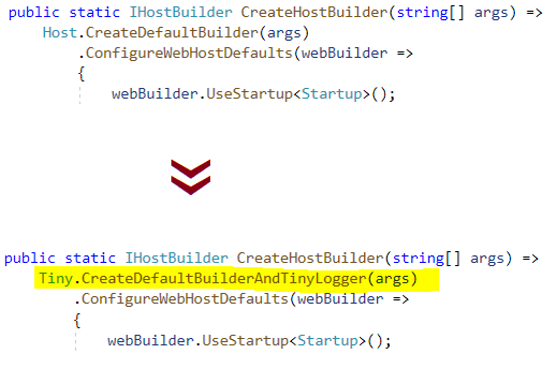 public static IHostBuilder CreateHostBuilder(string[] args) =>
Host.CreateDefaultBuilder(args)
.ConfigureWebHostDefaults(webBuilder =>
{
webBuilder.UseStartup<Startup>();
public static IHostBuilder CreateHostBuilder(string[] args) =>
Tiny.CreateDefaultBuilderAndTinyLogger(args)
.ConfigureWebHostDefaults(webBuilder =>
{
webBuilder.UseStartup<Startup>();